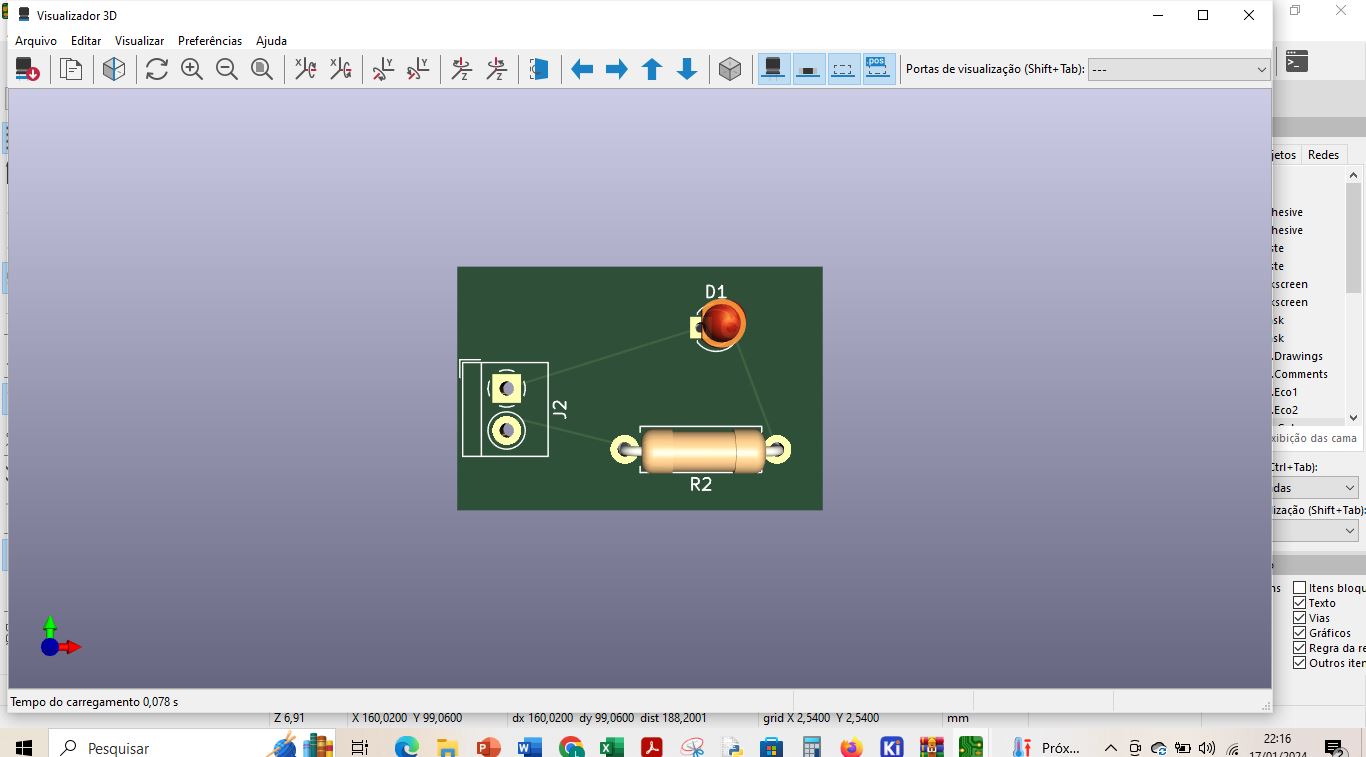 Visualizador 3D
Arquivo Editar Visualizar Preferências Ajuda
Portas de visualização (Shift+Tab): ---
jetos Redes
hesive
hesive
ste
ste
kscreen
kscreen
sk
sk
.Drawings
.Comments
.Eco1
.Eco2
xibição das cama
Ctrl+Tab):
das
lização (Shift+Tab):
Itens bloqu
Texto
Vias
Gráficos
Regra da re
Outros iten
D1
J2
R2
Tempo do carregamento 0,078 s
Z 6,91 X 160,0200 Y 99,0600 dx 160,0200 dy 99,0600 dist 188,2001 grid X 2,5400 Y 2,5400 mm
Pesquisar
Próx...
22:16
17/01/2024